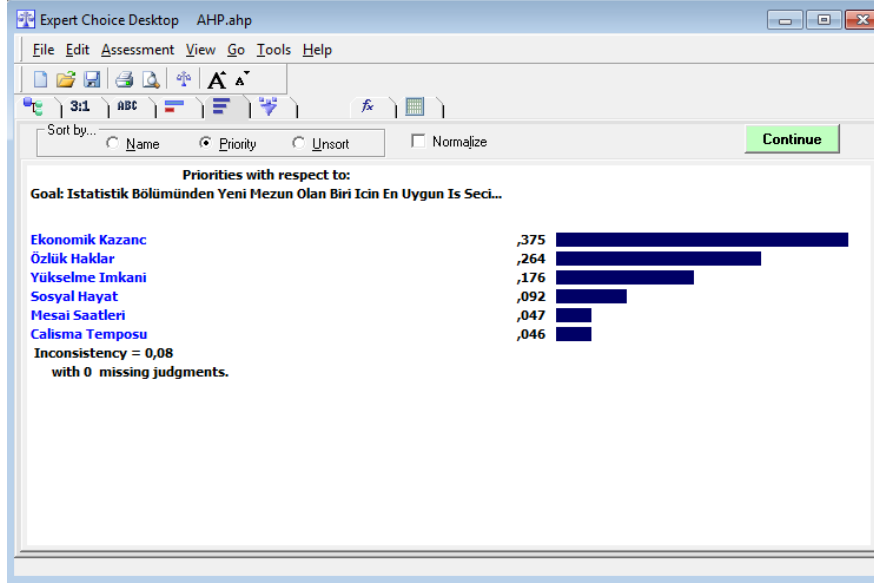 Expert Choice Desktop AHP.ahp
File Edit Assessment View Go Tools Help
A A
3:1 ABC fx
Sort by...
Name Priority Unsort Normalize Continue
Priorities with respect to:
Goal: Istatistik Bölümünden Yeni Mezun Olan Biri Icin En Uygun Is Seci...
Ekonomik Kazanc ,375
Özlük Haklar ,264
Yükselme Imkani ,176
Sosyal Hayat ,092
Mesai Saatleri ,047
Calisma Temposu ,046
Inconsistency = 0,08
with 0 missing judgments.